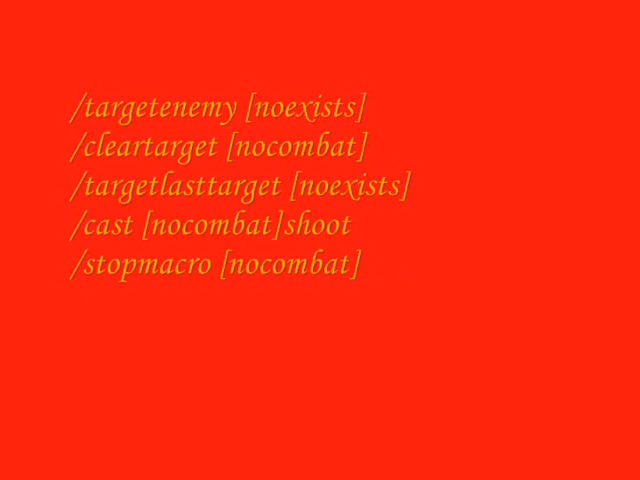 /targetenemy [noexists]
/cleartarget [nocombat]
/targetlasttarget [noexists]
/cast [nocombat]shoot
/stopmacro [nocombat]